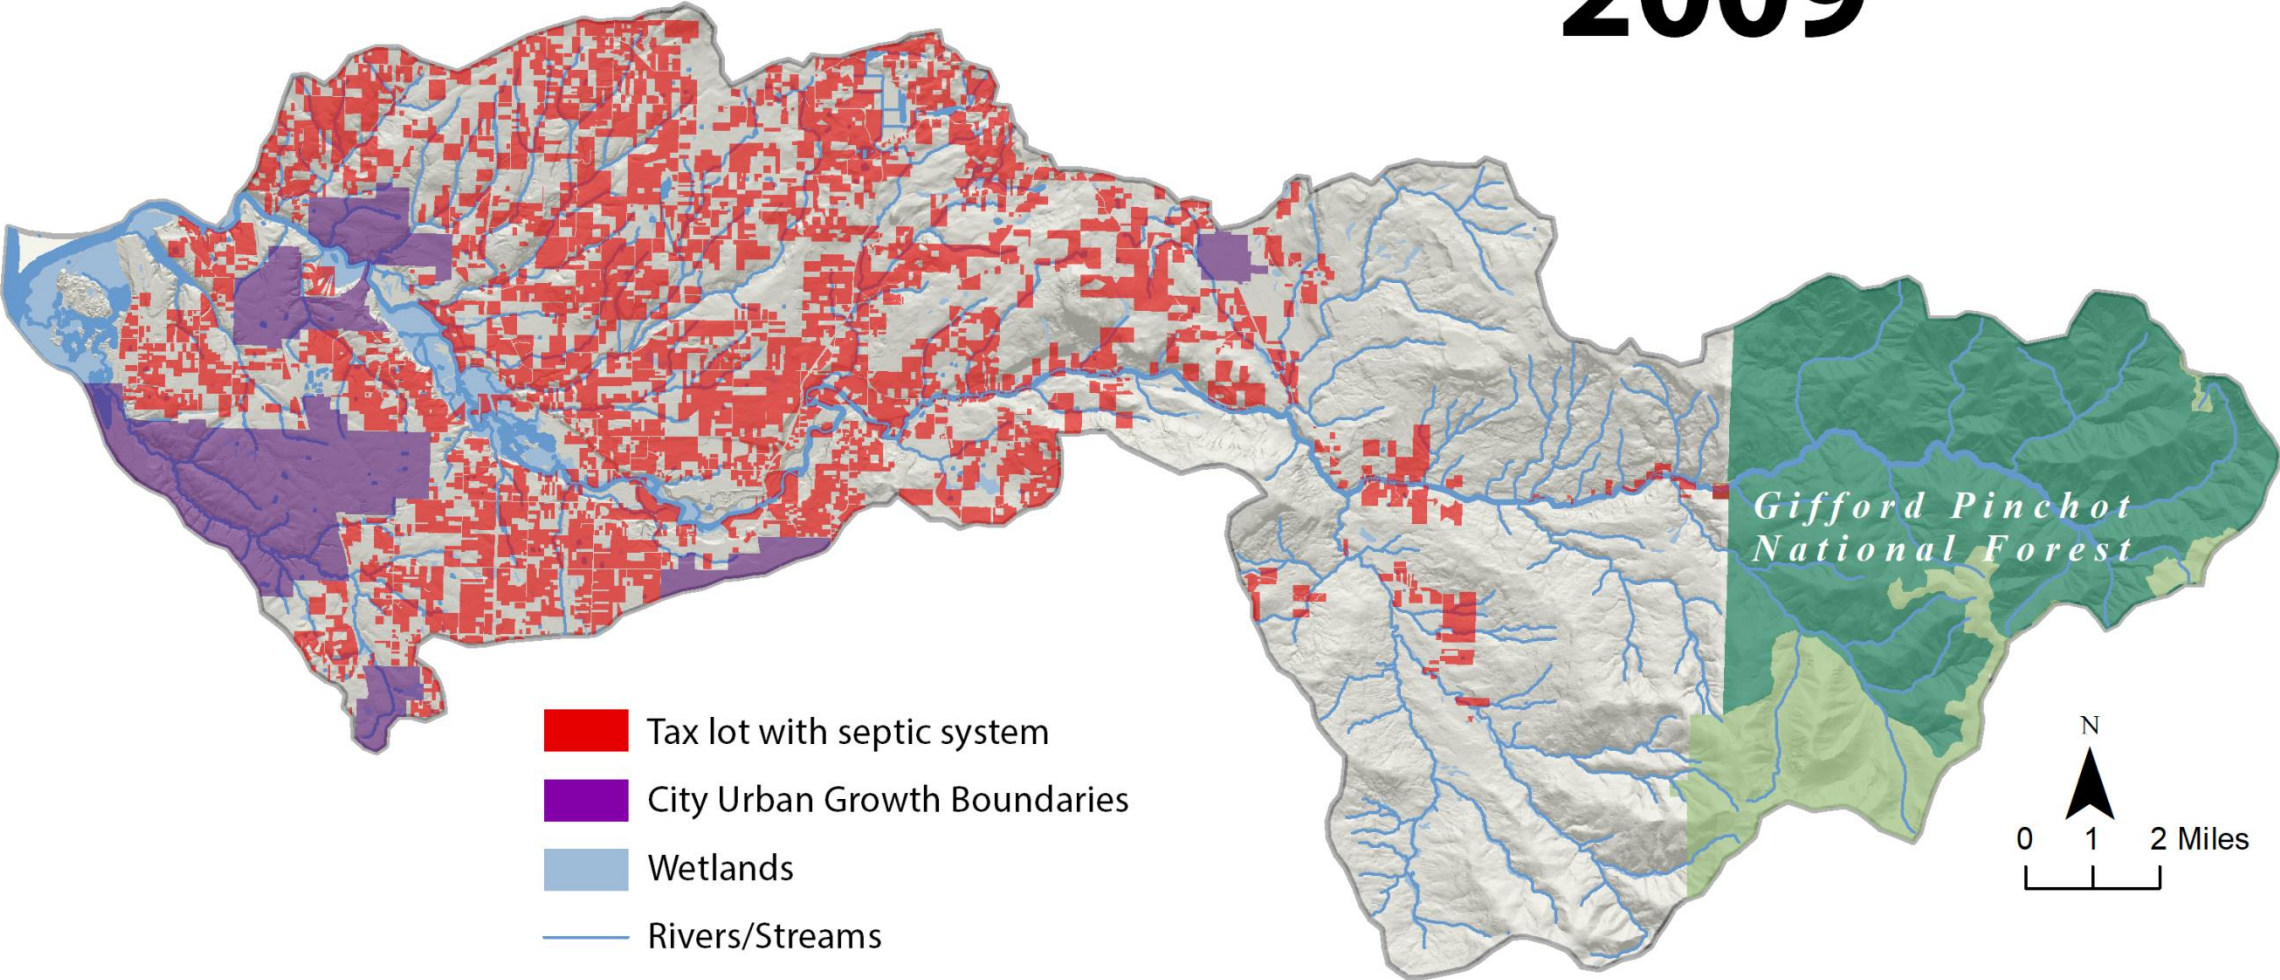 2009
Gifford Pinchot
National Forest
Tax lot with septic system
City Urban Growth Boundaries
Wetlands
Rivers/Streams
N
0 1 2 Miles